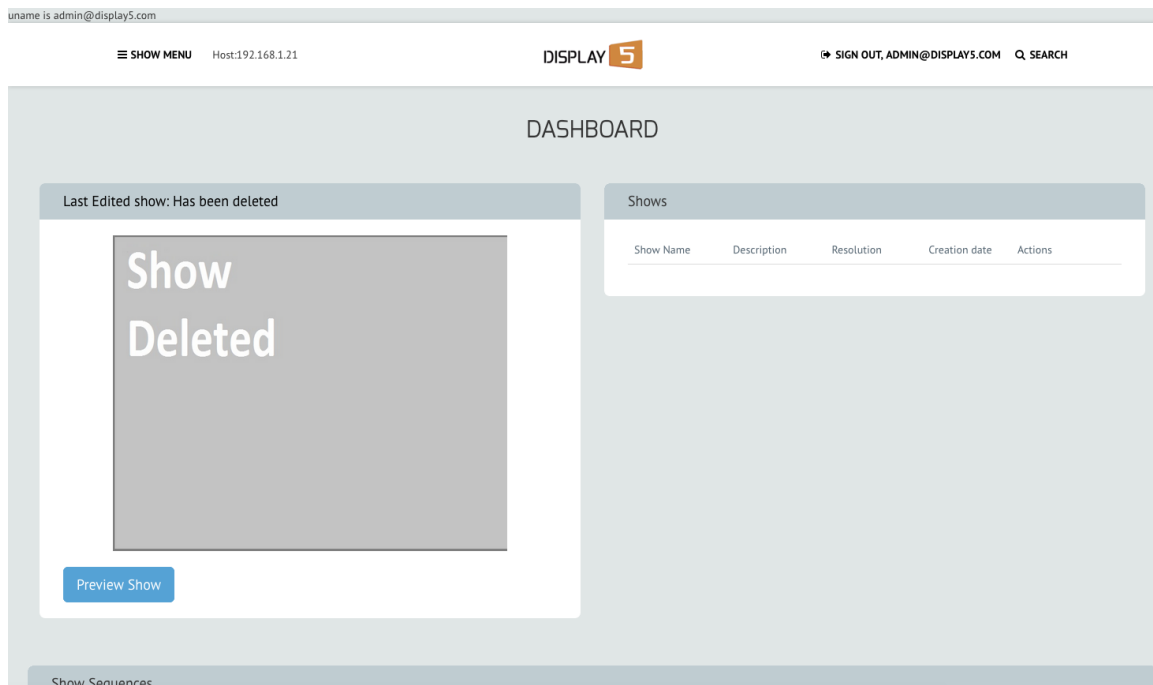 uname is admin@display5.com
SHOW MENU Host:192.168.1.21 DISPLAY 5 SIGN OUT, ADMIN@DISPLAY5.COM SEARCH
DASHBOARD
Last Edited show: Has been deleted
Show
Deleted
Preview Show
Shows
Show Name Description Resolution Creation date Actions
Show Sequences